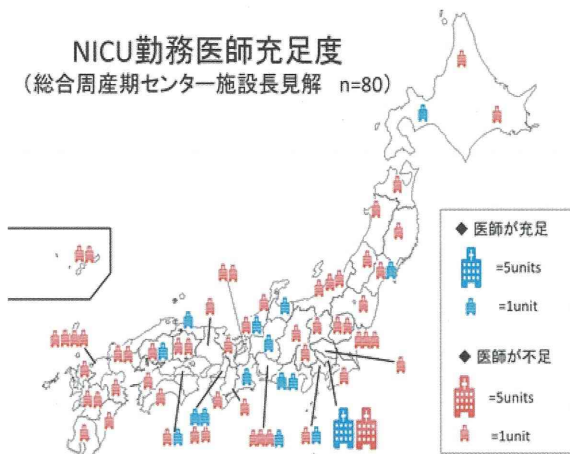 NICU勤務医師充足度
（総合周産期センター施設長見解 n=80）
◆ 医師が充足
=5units
=1unit
◆ 医師が不足
=5units
=1unit